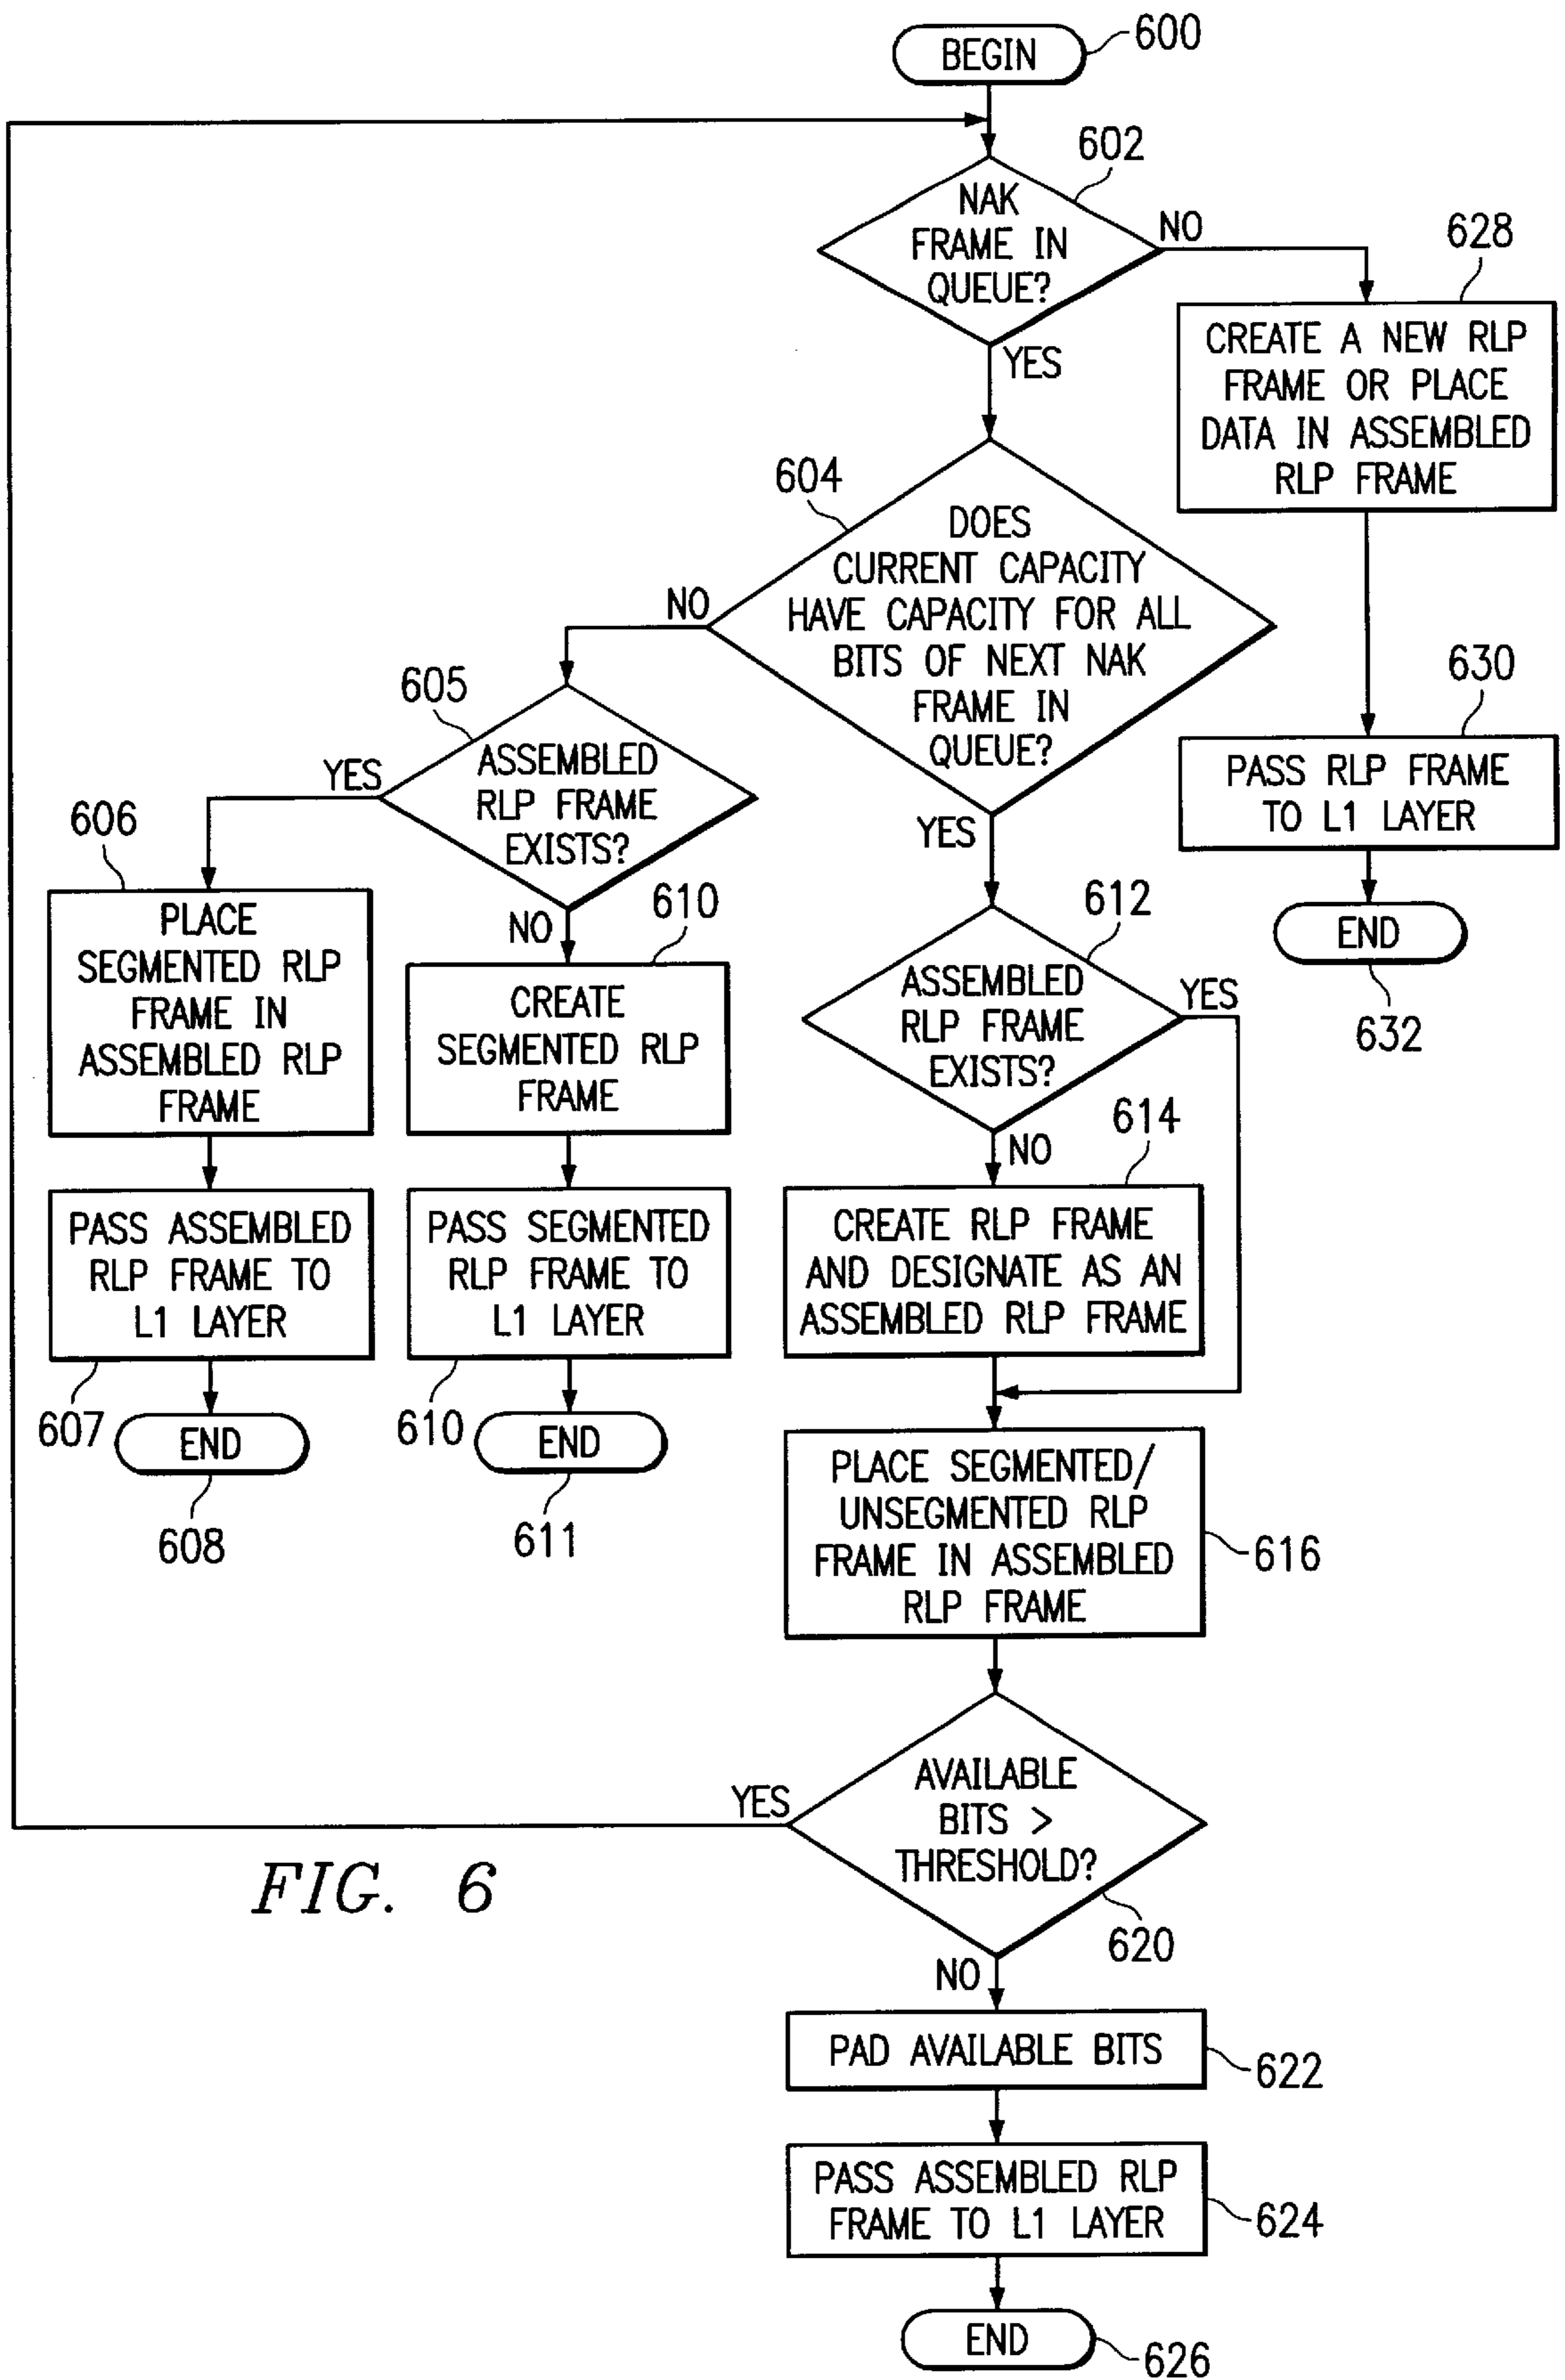 BEGIN
600
602
NAK
FRAME IN
QUEUE?
NO
YES
628
CREATE A NEW RLP
FRAME OR PLACE
DATA IN ASSEMBLED
RLP FRAME
604
DOES
CURRENT CAPACITY
HAVE CAPACITY FOR ALL
BITS OF NEXT NAK
FRAME IN
QUEUE?
NO
YES
630
PASS RLP FRAME
TO L1 LAYER
END
632
605
ASSEMBLED
RLP FRAME
EXISTS?
YES
NO
606
PLACE
SEGMENTED RLP
FRAME IN
ASSEMBLED RLP
FRAME
PASS ASSEMBLED
RLP FRAME TO
L1 LAYER
607
END
608
610
CREATE
SEGMENTED RLP
FRAME
PASS SEGMENTED
RLP FRAME TO
L1 LAYER
610
END
611
612
ASSEMBLED
RLP FRAME
EXISTS?
YES
NO
614
CREATE RLP FRAME
AND DESIGNATE AS AN
ASSEMBLED RLP FRAME
PLACE SEGMENTED/
UNSEGMENTED RLP
FRAME IN ASSEMBLED
RLP FRAME
616
AVAILABLE
BITS >
THRESHOLD?
YES
620
NO
PAD AVAILABLE BITS
622
PASS ASSEMBLED RLP
FRAME TO L1 LAYER
624
END
626
FIG. 6